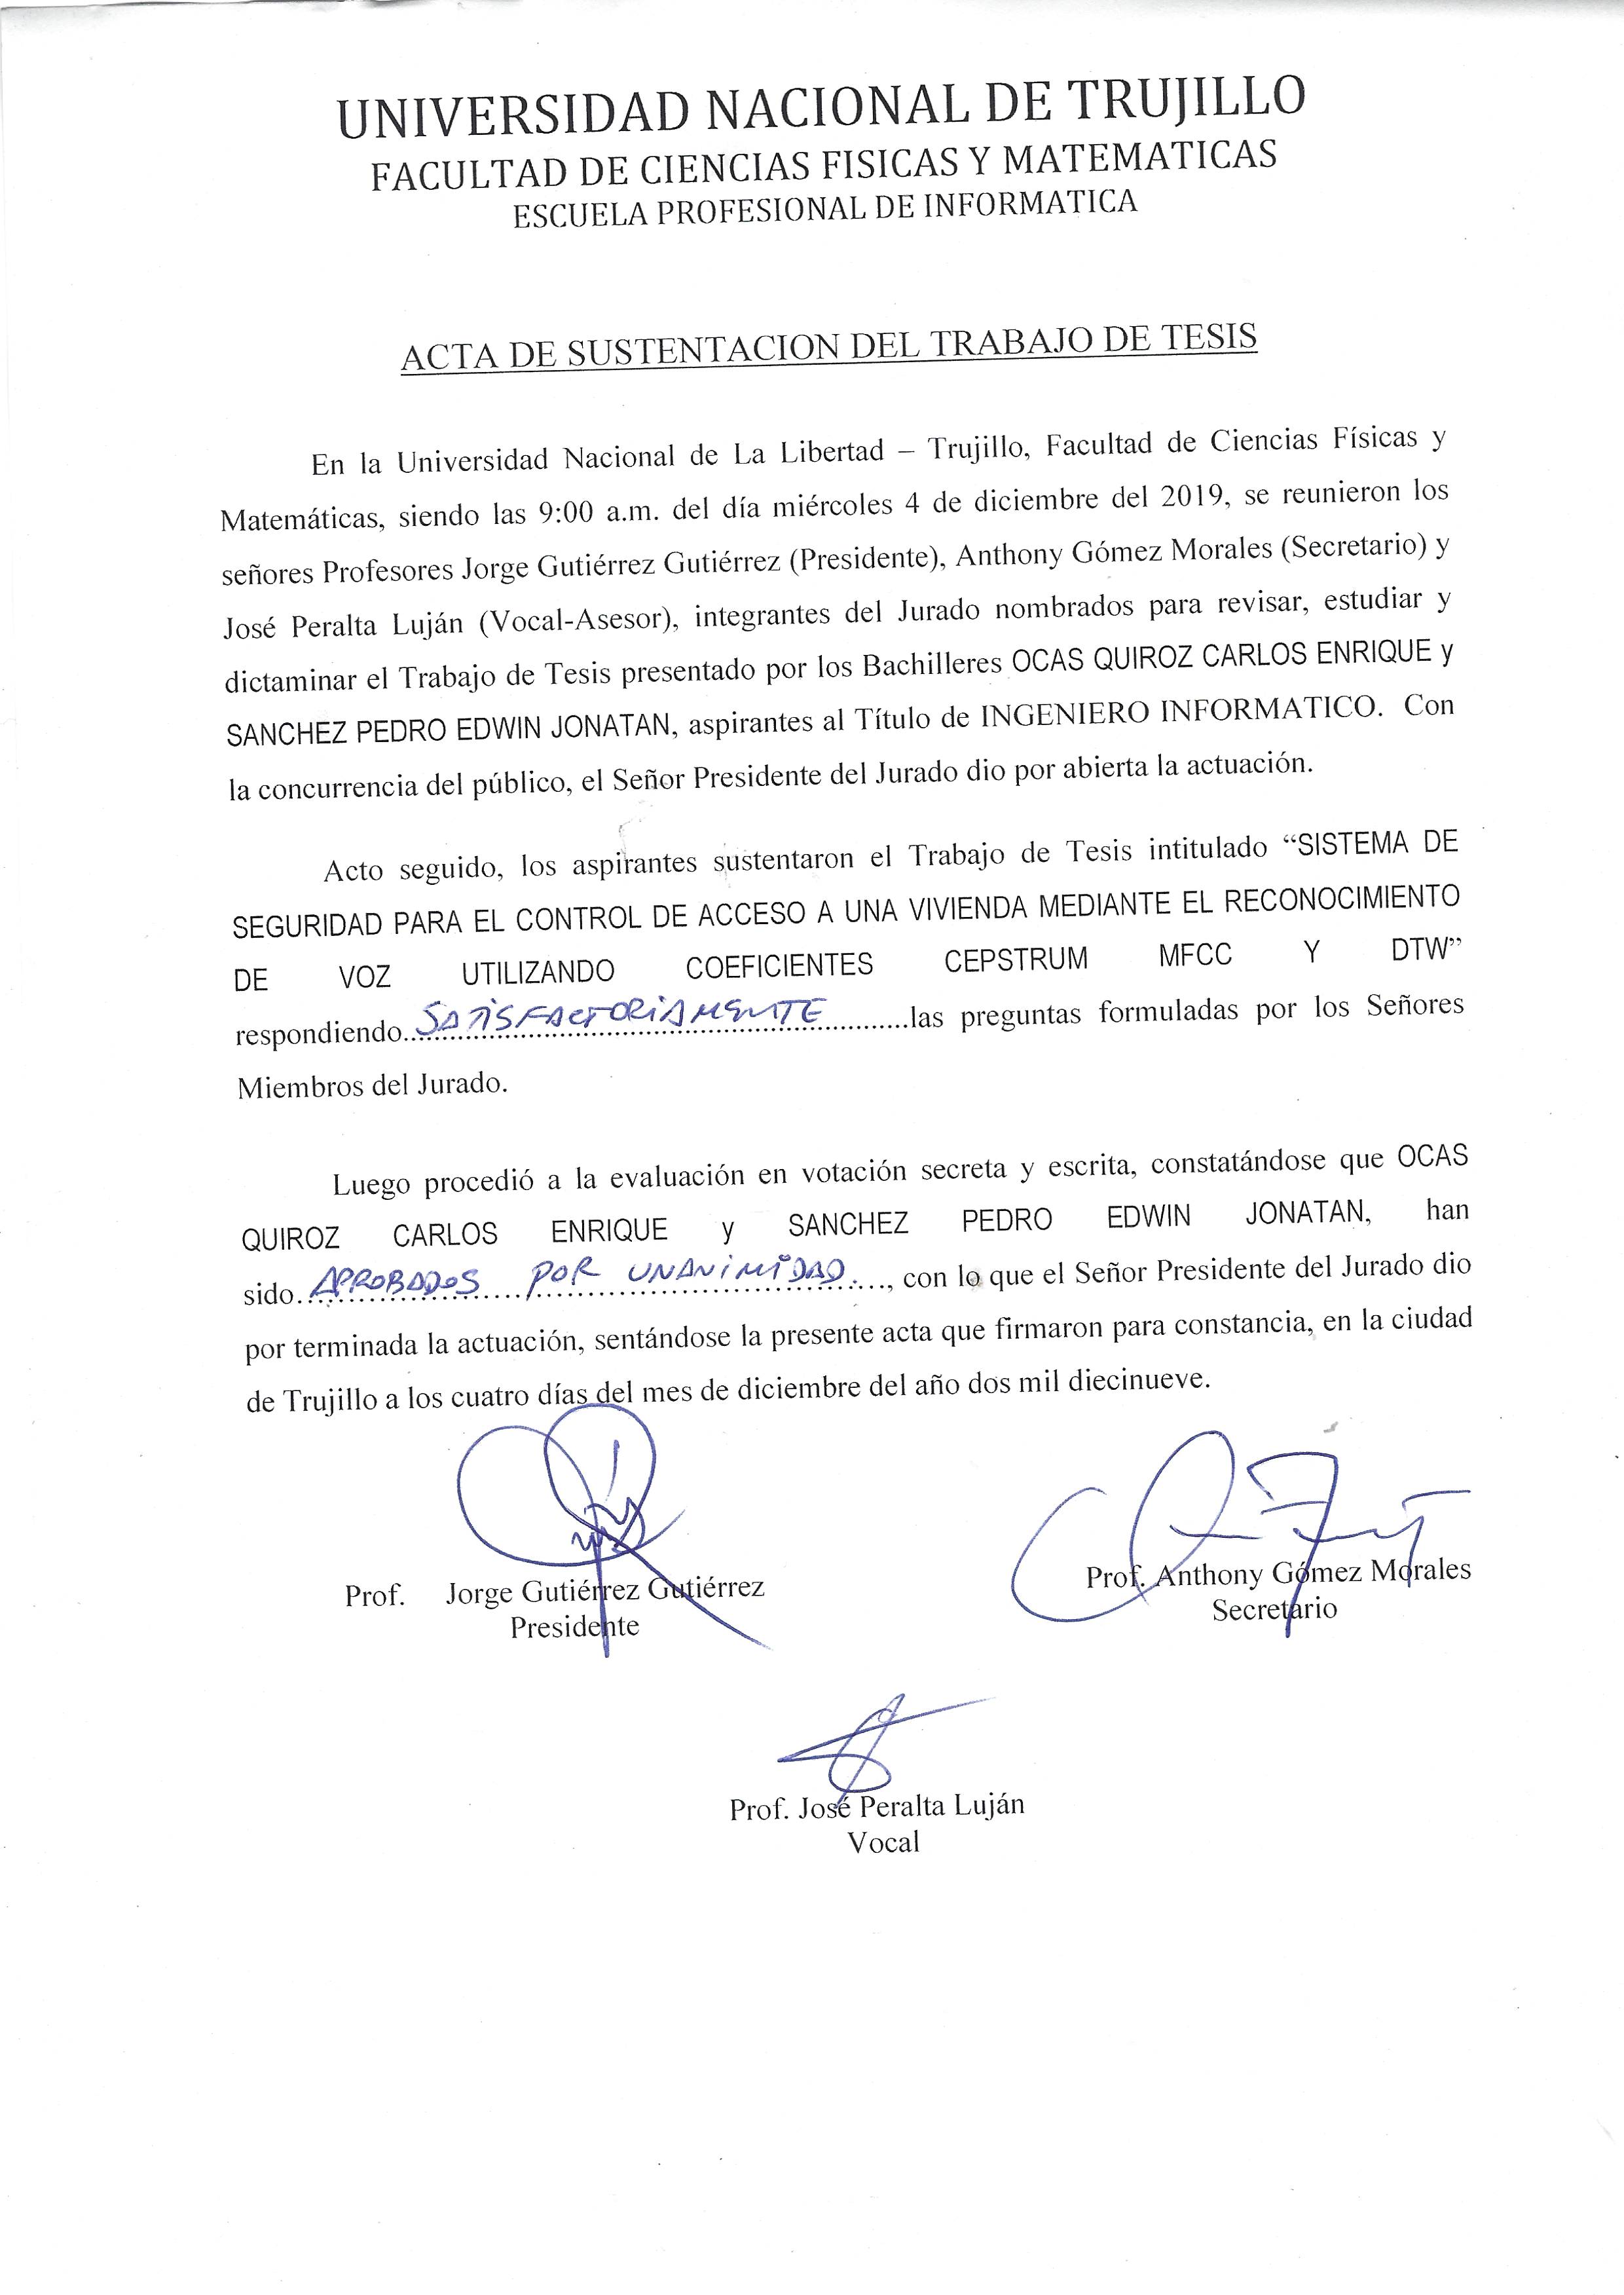 UNIVERSIDAD NACIONAL DE TRUJILLO
FACULTAD DE CIENCIAS FISICAS Y MATEMATICAS
ESCUELA PROFESIONAL DE INFORMATICA
ACTA DE SUSTENTACION DEL TRABAJO DE TESIS
En la Universidad Nacional de La Libertad – Trujillo, Facultad de Ciencias Físicas y
Matemáticas, siendo las 9:00 a.m. del día miércoles 4 de diciembre del 2019, se reunieron los
señores Profesores Jorge Gutiérrez Gutiérrez (Presidente), Anthony Gómez Morales (Secretario) y
José Peralta Luján (Vocal-Asesor), integrantes del Jurado nombrados para revisar, estudiar y
dictaminar el Trabajo de Tesis presentado por los Bachilleres OCAS QUIROZ CARLOS ENRIQUE y
SANCHEZ PEDRO EDWIN JONATAN, aspirantes al Título de INGENIERO INFORMATICO. Con
la concurrencia del público, el Señor Presidente del Jurado dio por abierta la actuación.
Acto seguido, los aspirantes sustentaron el Trabajo de Tesis intitulado “SISTEMA DE
SEGURIDAD PARA EL CONTROL DE ACCESO A UNA VIVIENDA MEDIANTE EL RECONOCIMIENTO
DE VOZ UTILIZANDO COEFICIENTES CEPSTRUM MFCC Y DTW”
respondiendo SATISFACTORIAMENTE las preguntas formuladas por los Señores
Miembros del Jurado.
Luego procedió a la evaluación en votación secreta y escrita, constatándose que OCAS
QUIROZ CARLOS ENRIQUE y SANCHEZ PEDRO EDWIN JONATAN, han
sido APROBADOS POR UNANIMIDAD, con lo que el Señor Presidente del Jurado dio
por terminada la actuación, sentándose la presente acta que firmaron para constancia, en la ciudad
de Trujillo a los cuatro días del mes de diciembre del año dos mil diecinueve.
Prof. Jorge Gutiérrez Gutiérrez
Presidente
Prof. Anthony Gómez Morales
Secretario
Prof. José Peralta Luján
Vocal